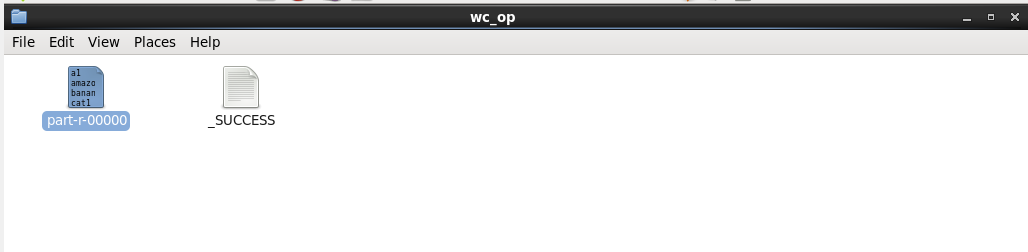 wc_op
File Edit View Places Help
a1
amazo
banan
cat1
part-r-00000
_SUCCESS